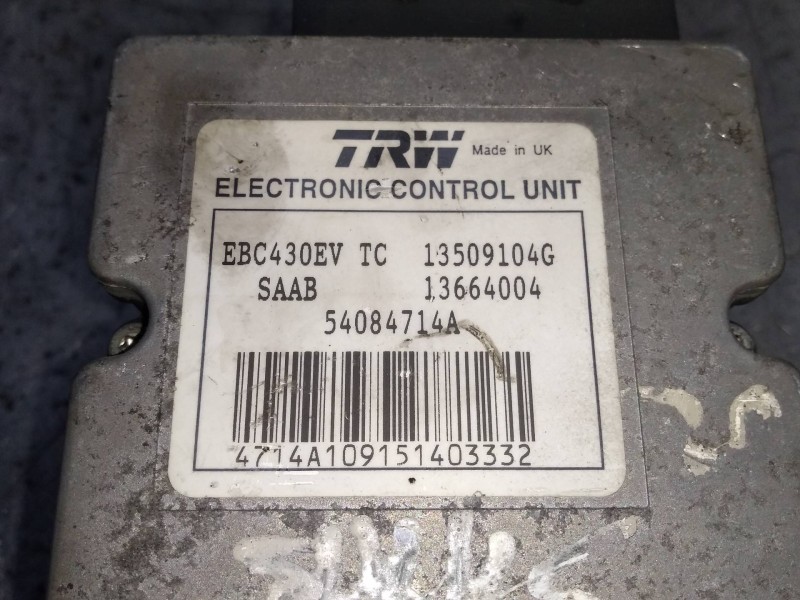 TRW Made in UK
ELECTRONIC CONTROL UNIT
EBC430EV TC 13509104G
SAAB 13664004
54084714A
4714A109151403332